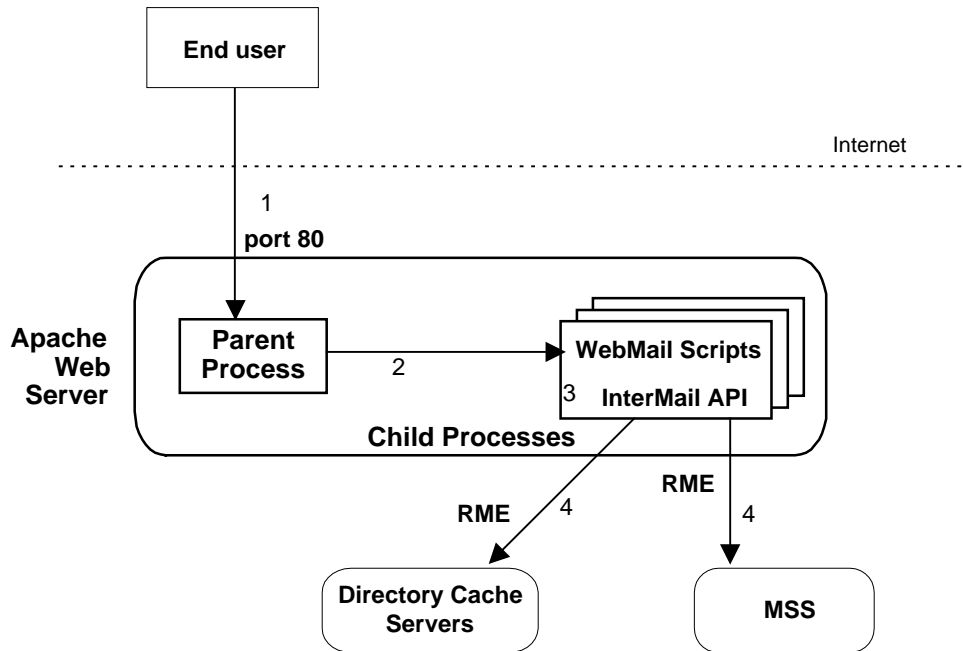 End user
Internet
1
port 80
Apache
Web
Server
Parent
Process
2
WebMail Scripts
3
InterMail API
Child Processes
RME
4
RME
4
Directory Cache
Servers
MSS